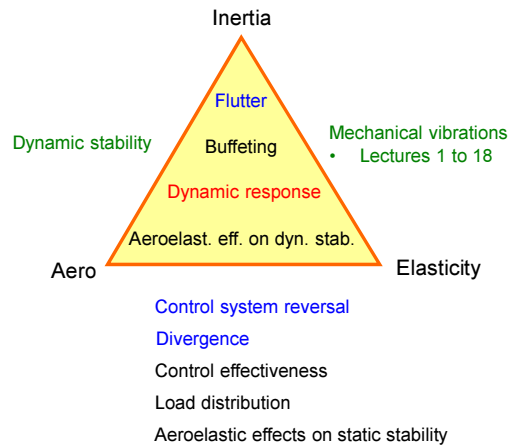 Inertia
Flutter
Dynamic stability
Buffeting
Mechanical vibrations
• Lectures 1 to 18
Dynamic response
Aeroelast. eff. on dyn. stab.
Aero
Elasticity
Control system reversal
Divergence
Control effectiveness
Load distribution
Aeroelastic effects on static stability